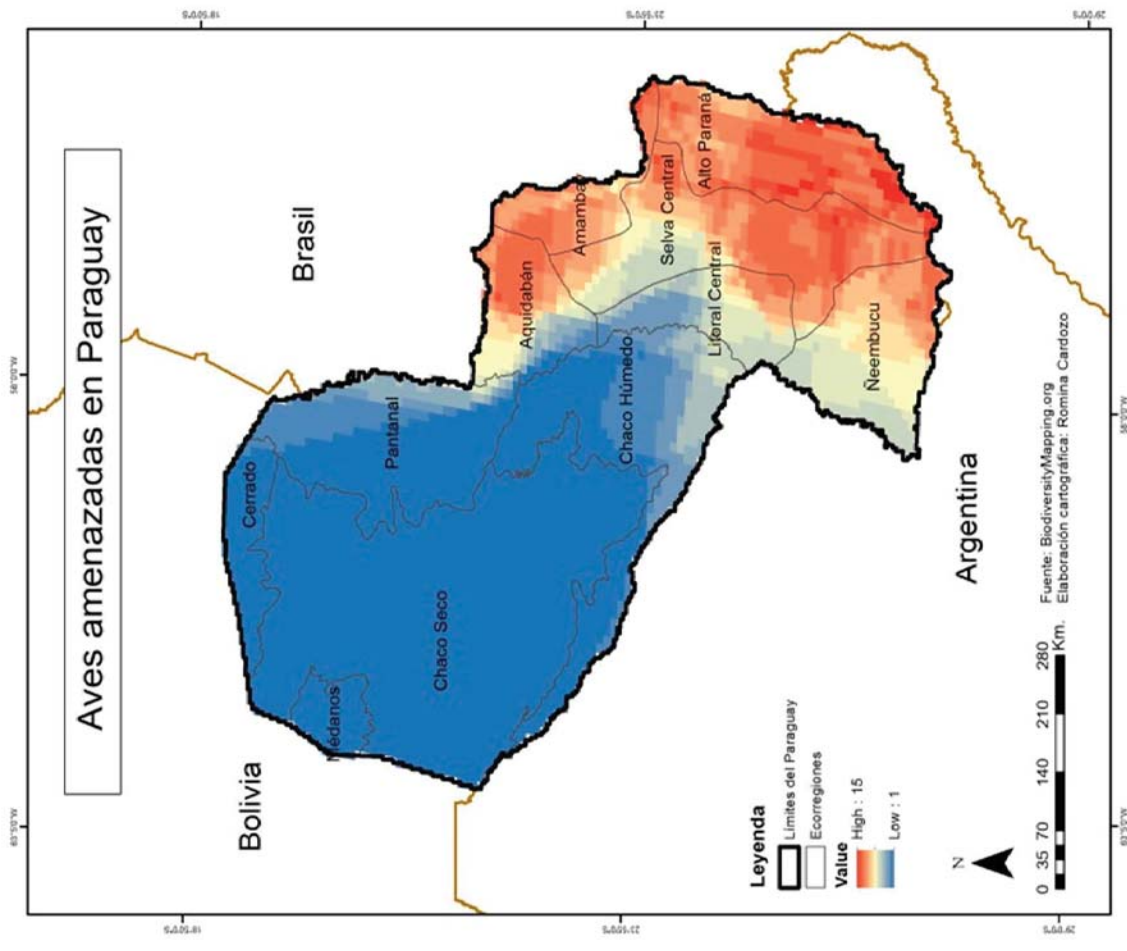 Aves amenazadas en Paraguay
Bolivia
Brasil
Argentina
Cerrado
Médanos
Pantanal
Chaco Seco
Aquidabán
Amambay
Chaco Húmedo
Selva Central
Alto Paraná
Litoral Central
Ñeembucu
Leyenda
Límites del Paraguay
Ecorregiones
Value
High : 15
Low : 1
N
0 35 70 140 210 280
Km.
Fuente: BiodiversityMapping.org
Elaboración cartográfica: Romina Cardozo